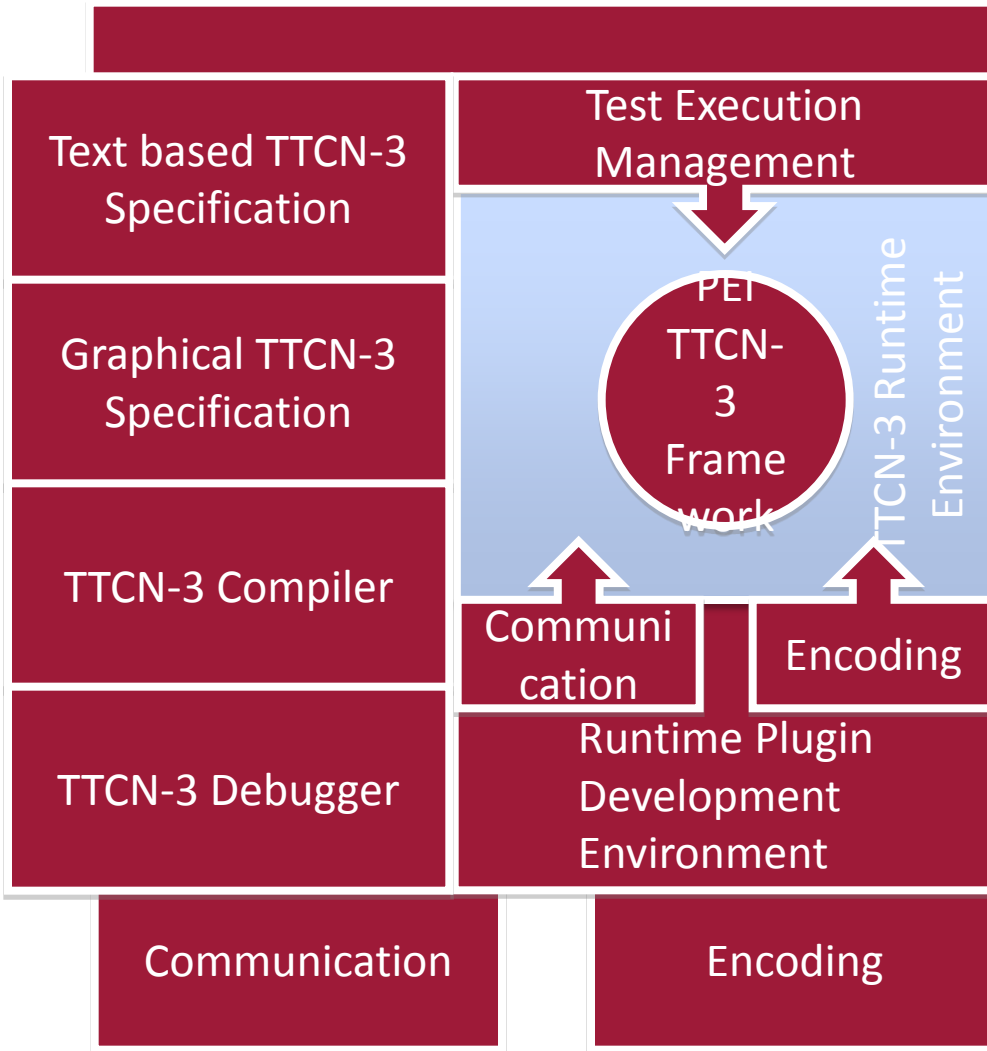 Text based TTCN-3
Specification
Graphical TTCN-3
Specification
TTCN-3 Compiler
TTCN-3 Debugger
Test Execution
Management
PEI
TTCN-
3
Frame
work
TTCN-3 Runtime
Environment
Communi
cation
Encoding
Runtime Plugin
Development
Environment
Communication
Encoding